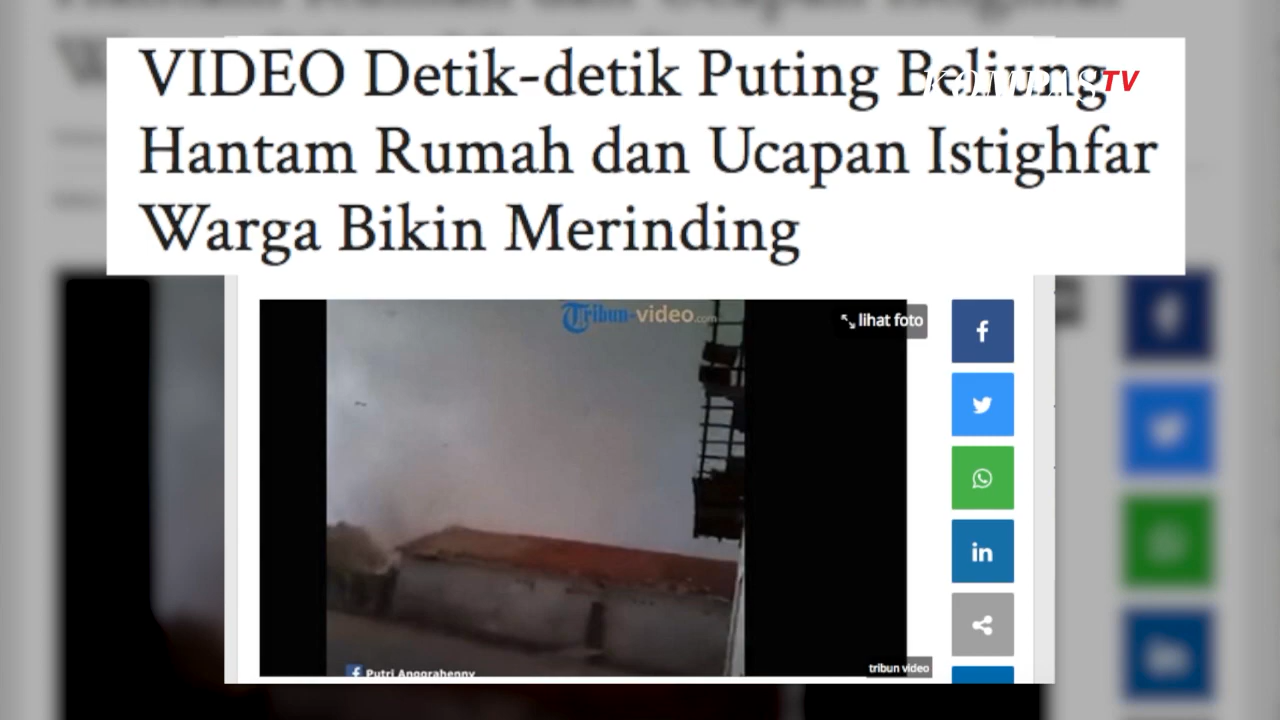 VIDEO Detik-detik Puting Beliung
KOMPAS TV
Hantam Rumah dan Ucapan Istighfar
Warga Bikin Merinding
Tribun-video.com
lihat foto
f
in
Putri Anggrahenny
tribun video